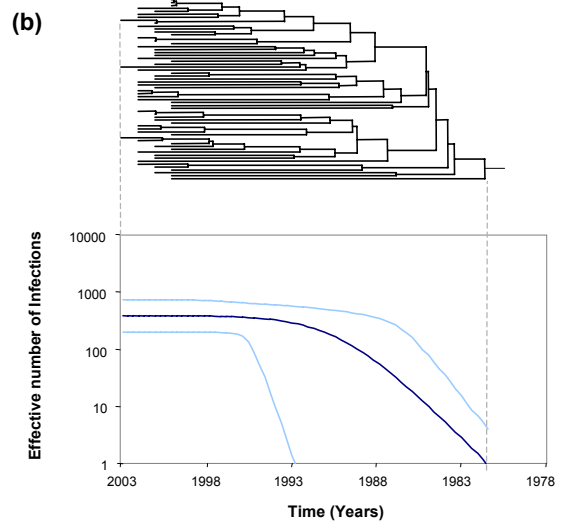 (b)
Effective number of Infections
10000
1000
100
10
1
2003 1998 1993 1988 1983 1978
Time (Years)